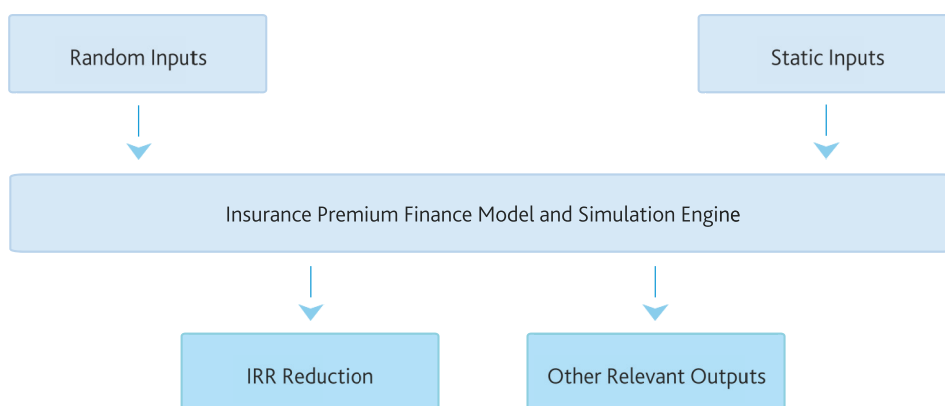 Random Inputs
Static Inputs
Insurance Premium Finance Model and Simulation Engine
IRR Reduction
Other Relevant Outputs